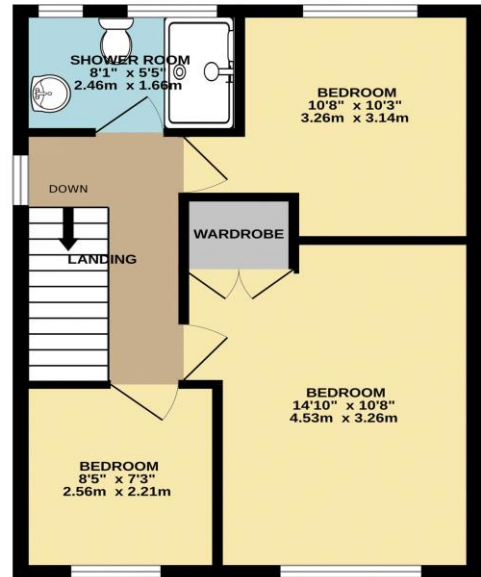 SHOWER ROOM
8'1" x 5'5"
2.46m x 1.66m
BEDROOM
10'8" x 10'3"
3.26m x 3.14m
DOWN
WARDROBE
LANDING
BEDROOM
14'10" x 10'8"
4.53m x 3.26m
BEDROOM
8'5" x 7'3"
2.56m x 2.21m